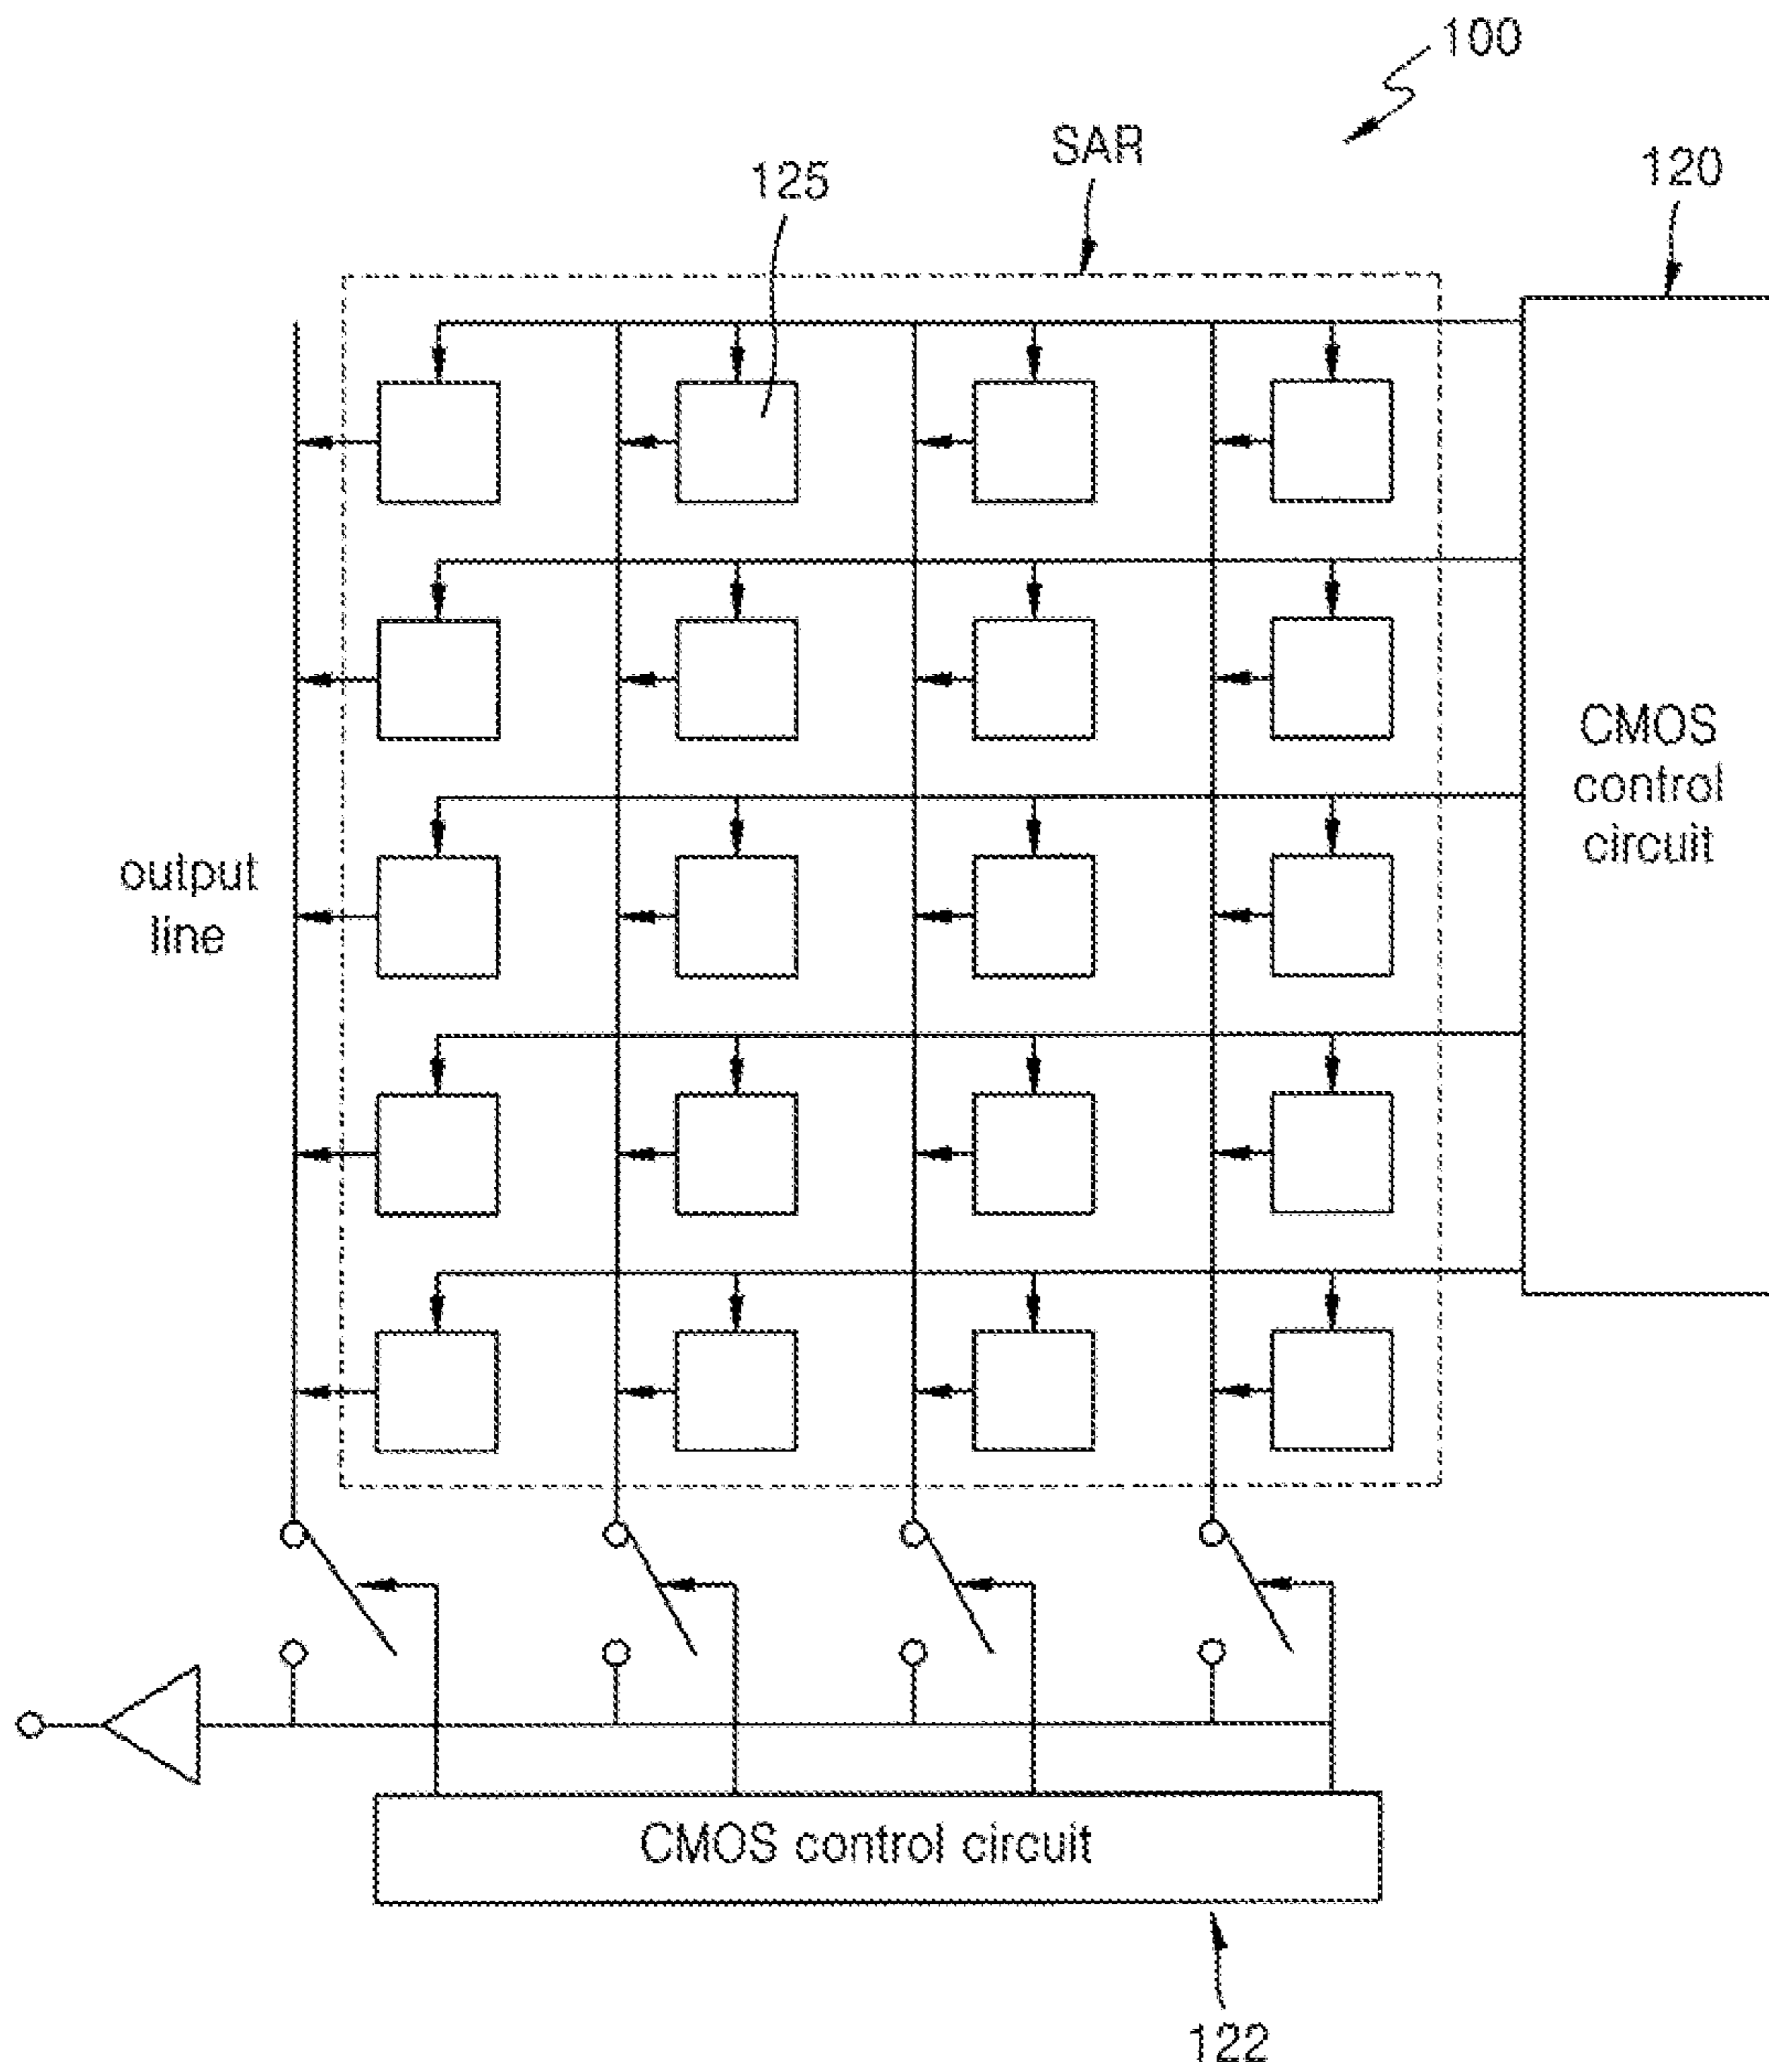 100
SAR
120
125
CMOS
control
circuit
output
line
CMOS control circuit
122